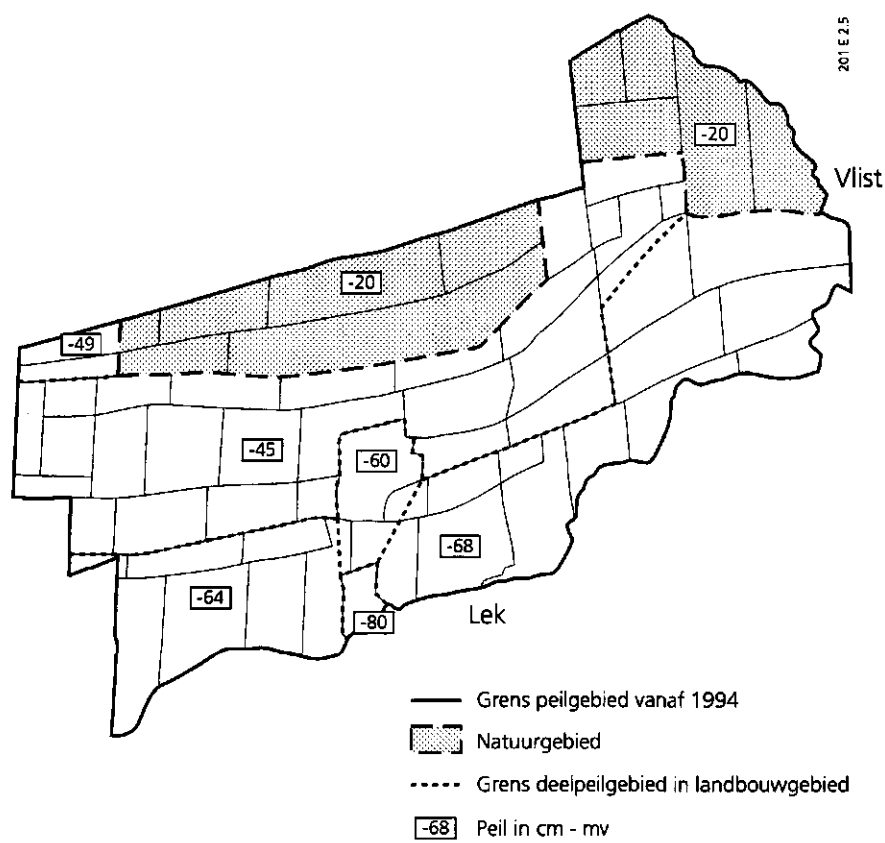 201 E 2.5
-20
Vlist
-20
-49
-45
-60
-68
-64
-80
Lek
Grens peilgebied vanaf 1994
Natuurgebied
Grens deelpeilgebied in landbouwgebied
-68 Peil in cm - mv